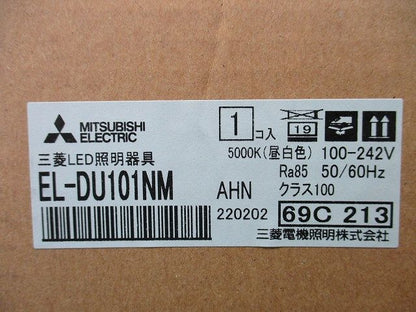 MITSUBISHI
ELECTRIC
1コ入
19
三菱LED照明器具
5000K(昼白色) 100-242V
EL-DU101NM
Ra85 50/60Hz
AHN クラス100
220202 69C 213
三菱電機照明株式会社